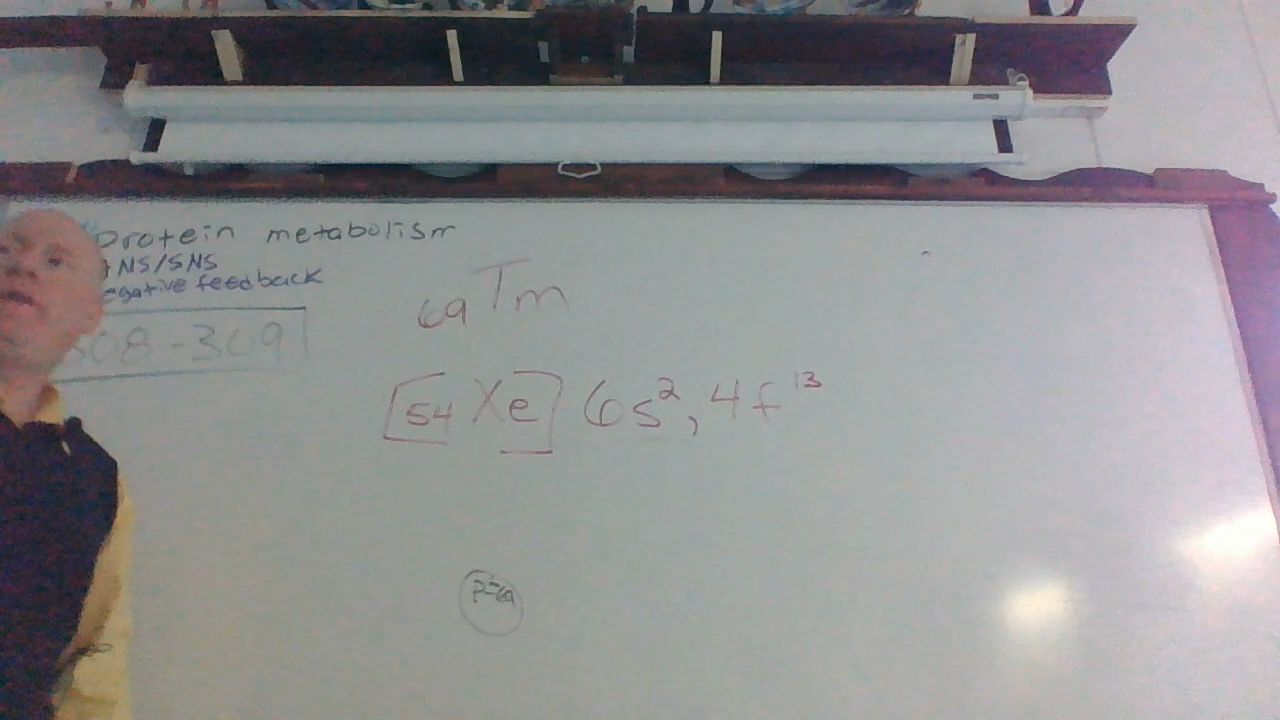 protein metabolism
NS/SNS
egative feedback
308-309
69Tm
[54Xe] 6s², 4f¹³
P=69